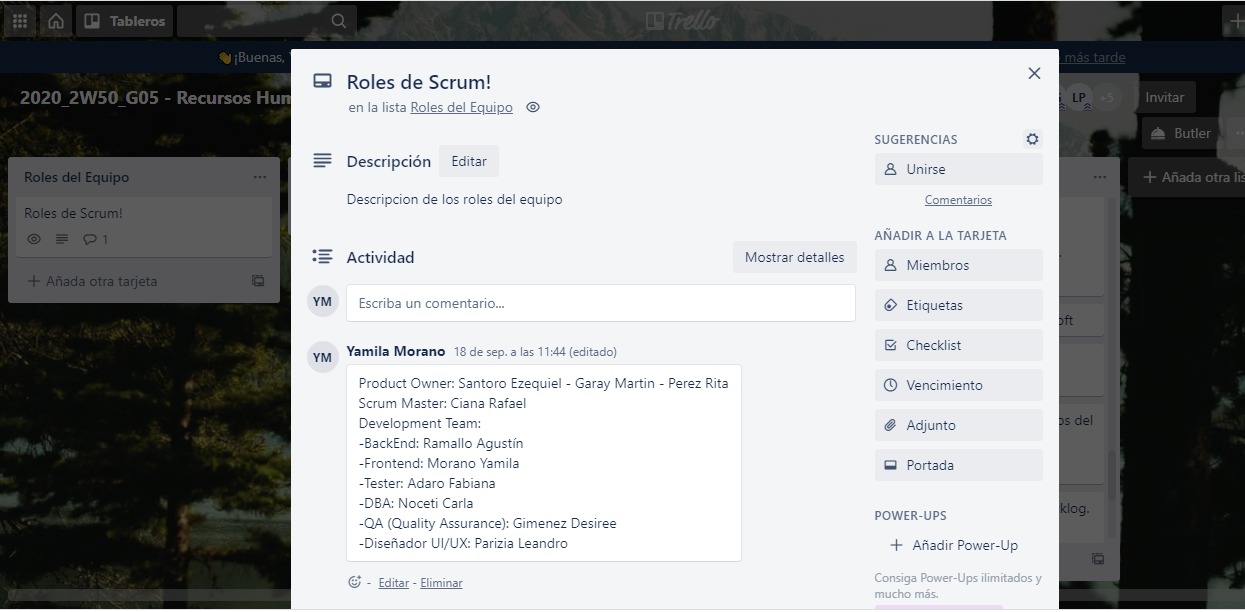 Tableros
Trello
¡Buenas,
más tarde
2020_2W50_G05 - Recursos Hum
LP
+5
Invitar
Butler
Roles del Equipo
Roles de Scrum!
1
Añada otra tarjeta
Añada otra lis
klog.
os del
oft
Roles de Scrum!
en la lista Roles del Equipo
Descripción
Editar
Descripcion de los roles del equipo
Actividad
Mostrar detalles
YM
Escriba un comentario...
YM
Yamila Morano 18 de sep. a las 11:44 (editado)
Product Owner: Santoro Ezequiel - Garay Martin - Perez Rita
Scrum Master: Ciana Rafael
Development Team:
-BackEnd: Ramallo Agustín
-Frontend: Morano Yamila
-Tester: Adaro Fabiana
-DBA: Noceti Carla
-QA (Quality Assurance): Gimenez Desiree
-Diseñador UI/UX: Parizia Leandro
- Editar - Eliminar
SUGERENCIAS
Unirse
Comentarios
AÑADIR A LA TARJETA
Miembros
Etiquetas
Checklist
Vencimiento
Adjunto
Portada
POWER-UPS
Añadir Power-Up
Consiga Power-Ups ilimitados y
mucho más.